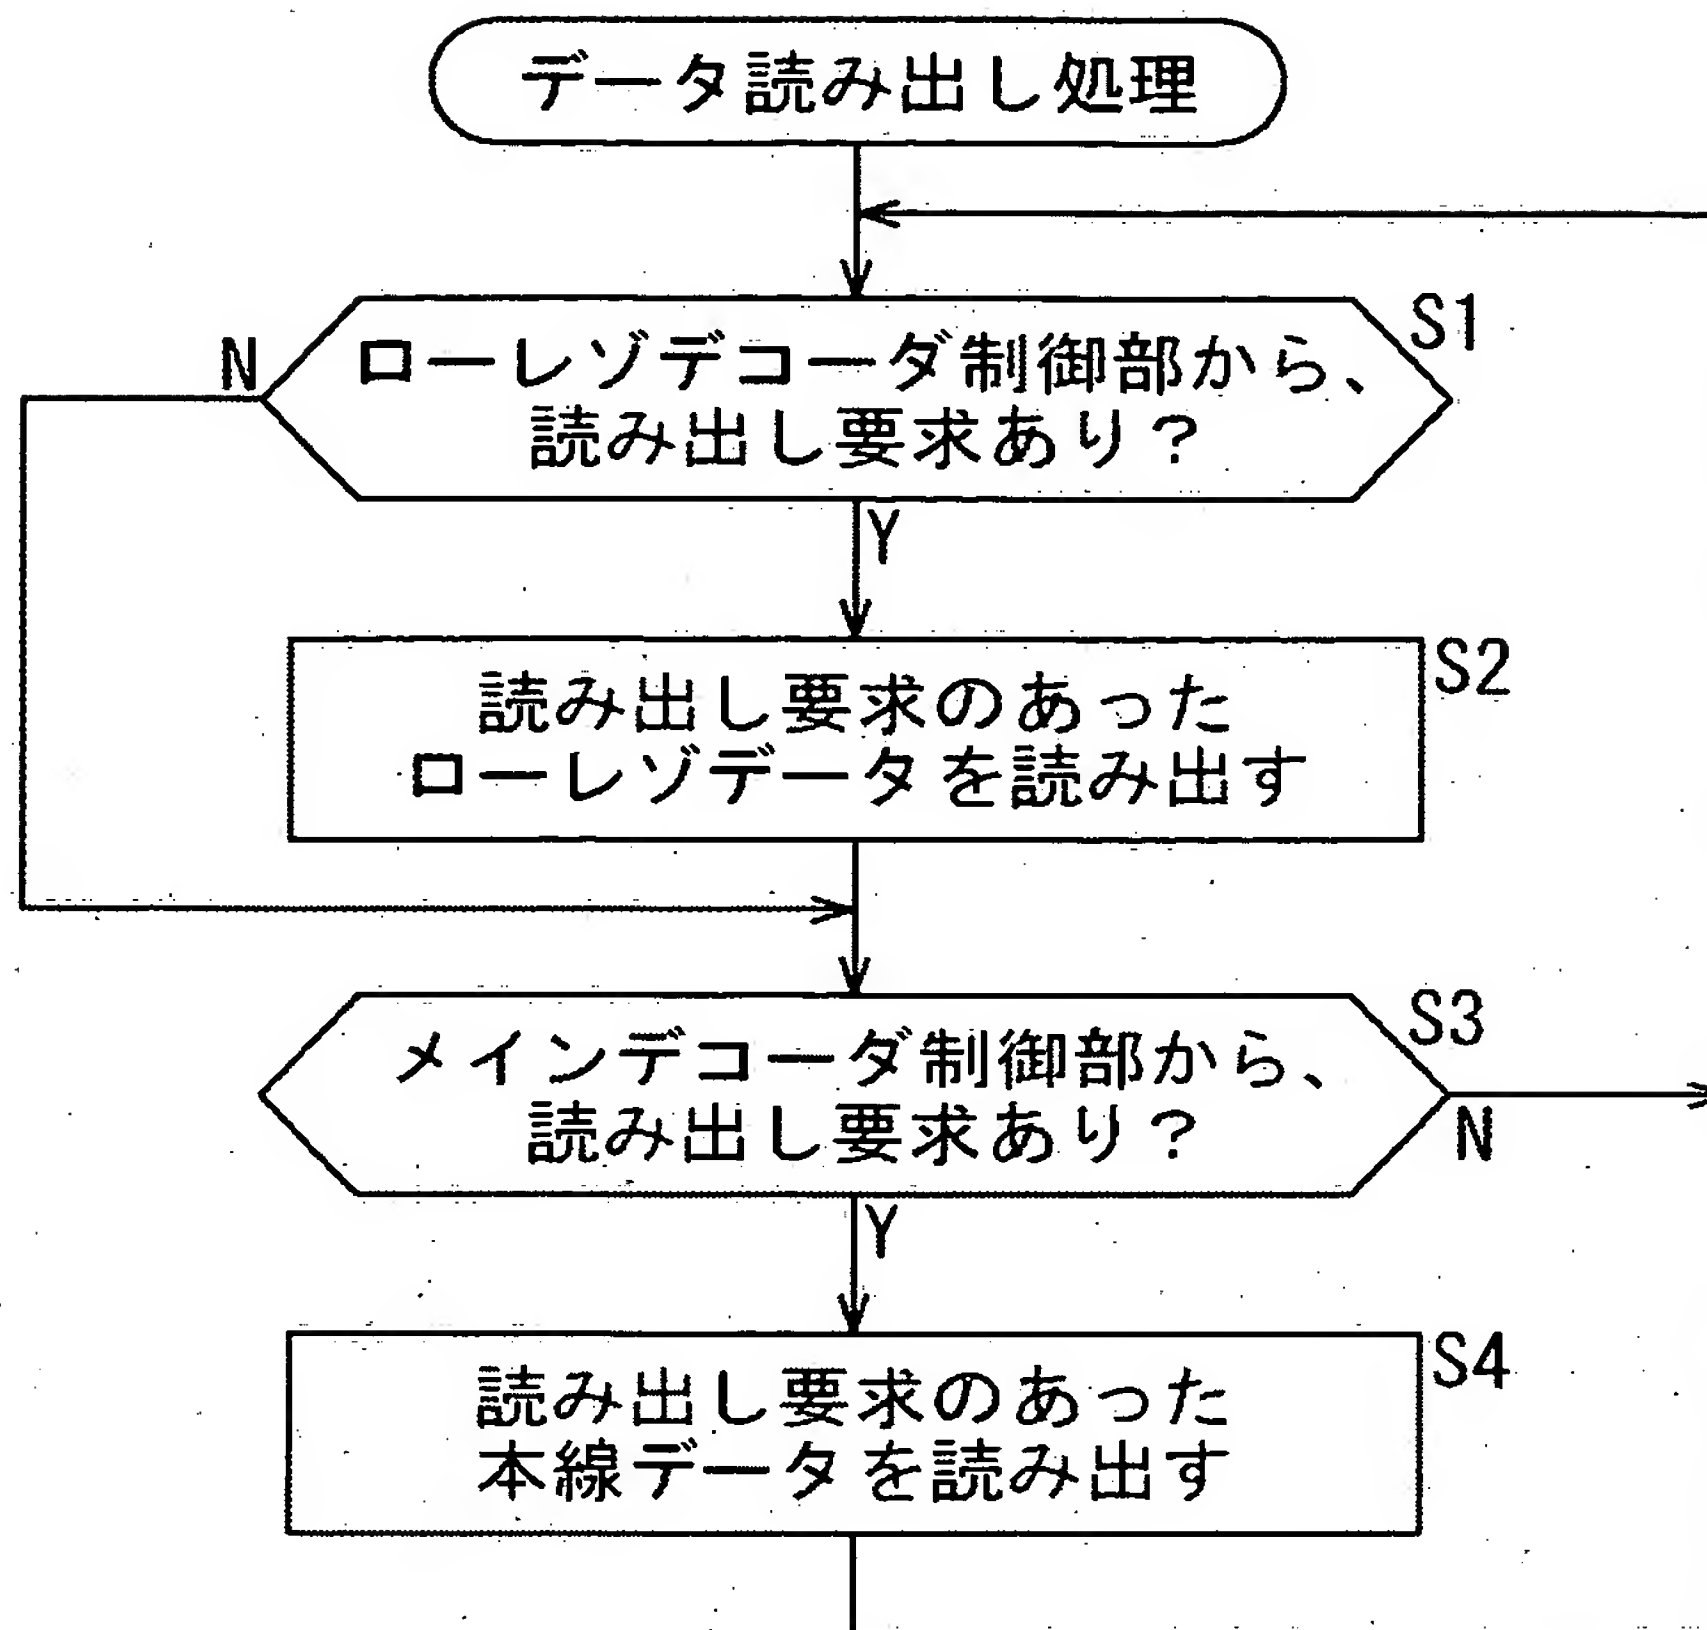 データ読み出し処理
S1
N
ローレゾデコーダ制御部から、
読み出し要求あり？
Y
S2
読み出し要求のあった
ローレゾデータを読み出す
S3
メインデコーダ制御部から、
読み出し要求あり？
N
Y
S4
読み出し要求のあった
本線データを読み出す